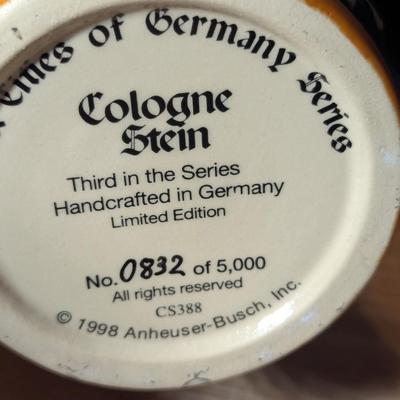 Cities of Germany Series
Cologne
Stein
Third in the Series
Handcrafted in Germany
Limited Edition
No. 0832 of 5,000
All rights reserved
CS388
© 1998 Anheuser-Busch, Inc.